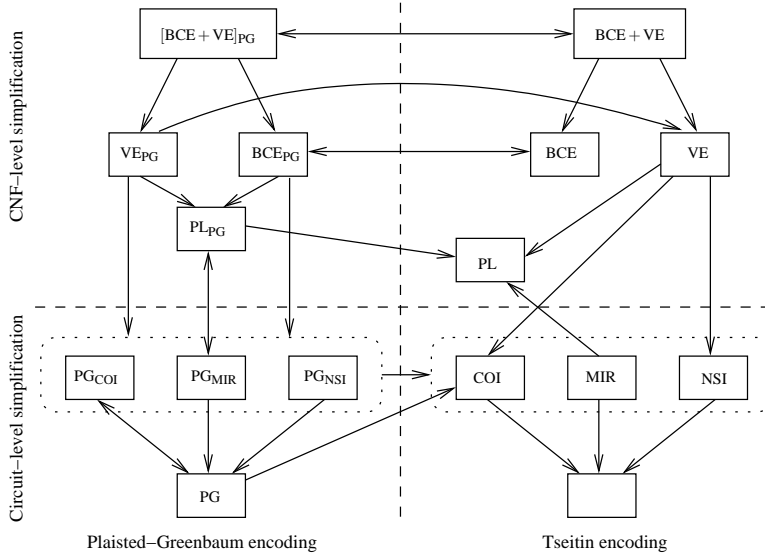 [BCE + VE]PG
BCE + VE
CNF−level simplification
VEPG
BCEPG
BCE
VE
PLPG
PL
Circuit−level simplification
PGCOI
PGMIR
PGNSI
COI
MIR
NSI
PG
Plaisted−Greenbaum encoding
Tseitin encoding